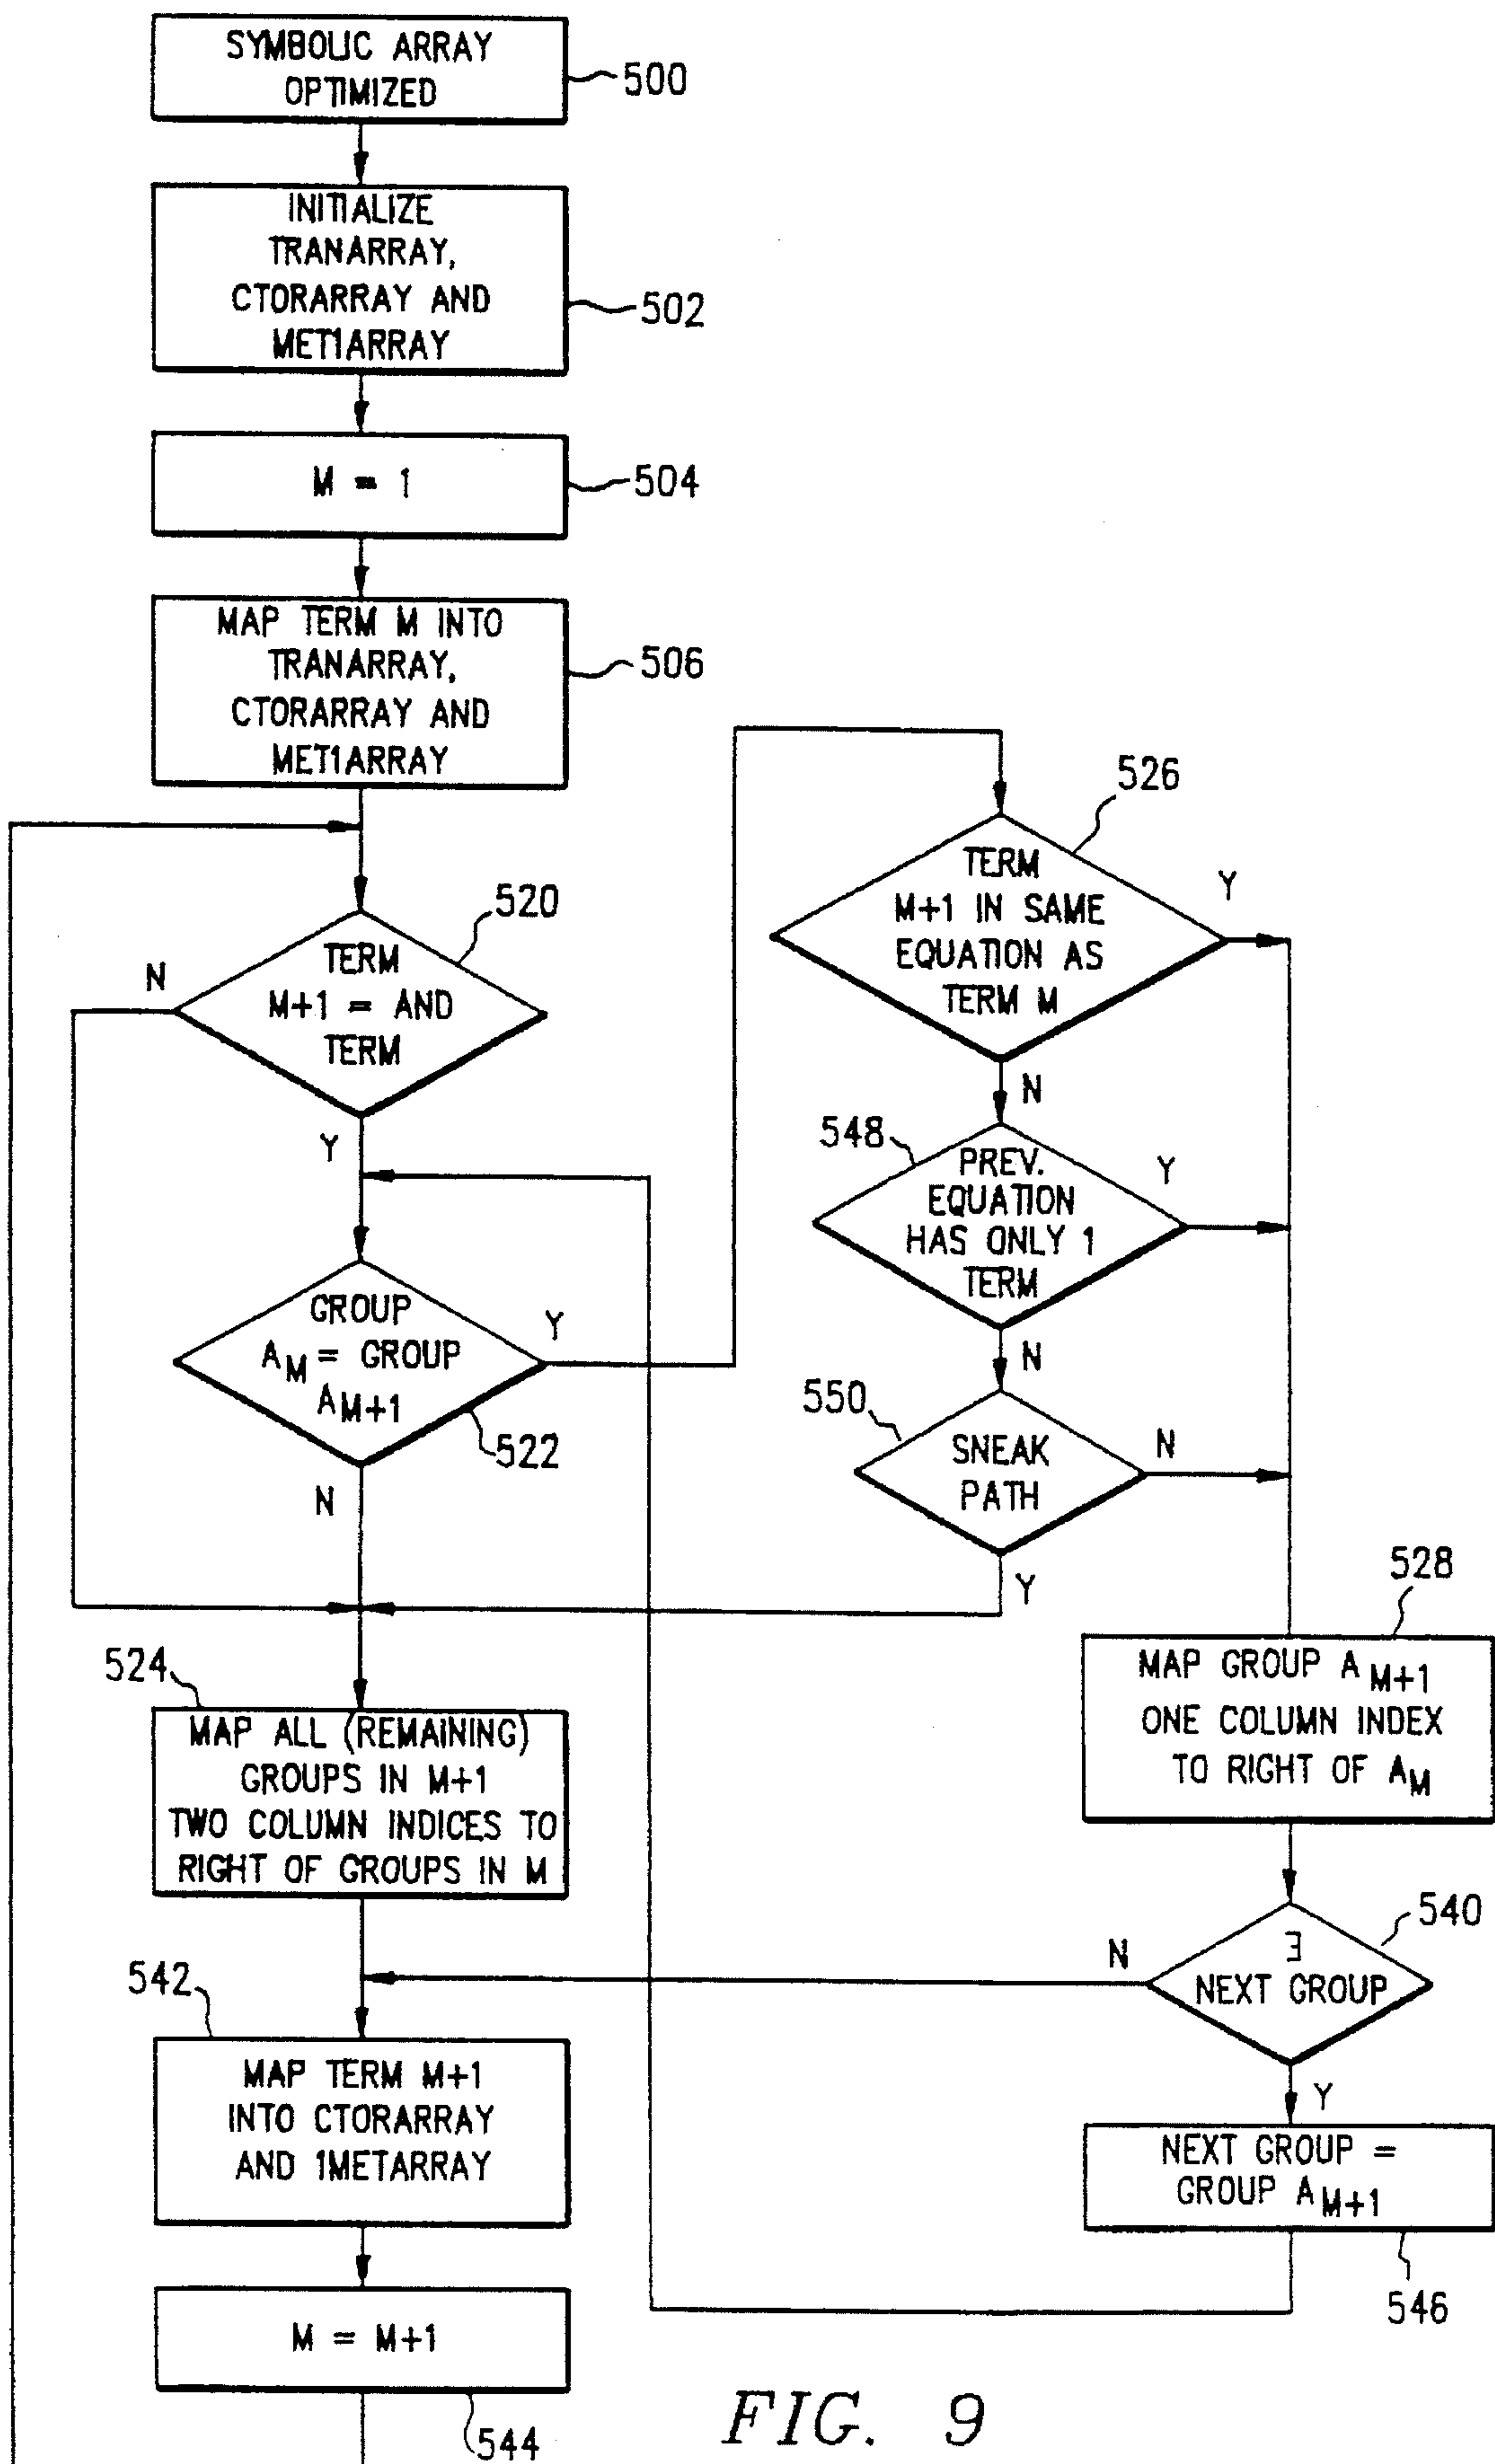 SYMBOLIC ARRAY
OPTIMIZED
500
INITIALIZE
TRANARRAY,
CTORARRAY AND
MET1ARRAY
502
M = 1
504
MAP TERM M INTO
TRANARRAY,
CTORARRAY AND
MET1ARRAY
506
TERM
M+1 = AND
TERM
520
N
Y
GROUP
A_M = GROUP
A_M+1
522
Y
N
TERM
M+1 IN SAME
EQUATION AS
TERM M
526
Y
N
548
PREV.
EQUATION
HAS ONLY 1
TERM
Y
N
550
SNEAK
PATH
N
Y
524
MAP ALL (REMAINING)
GROUPS IN M+1
TWO COLUMN INDICES TO
RIGHT OF GROUPS IN M
528
MAP GROUP A_M+1
ONE COLUMN INDEX
TO RIGHT OF A_M
540
∃
NEXT GROUP
N
Y
542
MAP TERM M+1
INTO CTORARRAY
AND 1METARRAY
NEXT GROUP =
GROUP A_M+1
546
M = M+1
544
FIG. 9